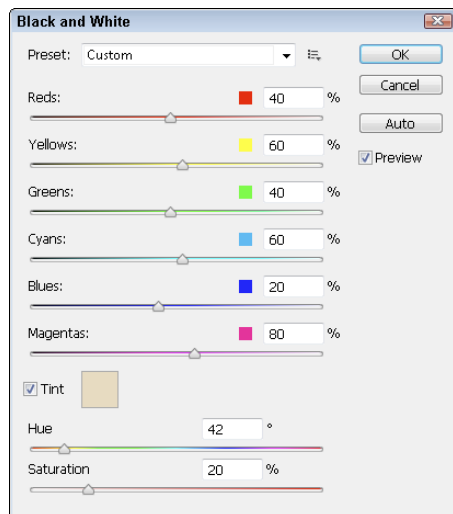 Black and White
Preset: Custom
OK
Cancel
Auto
Preview
Reds: 40 %
Yellows: 60 %
Greens: 40 %
Cyans: 60 %
Blues: 20 %
Magentas: 80 %
Tint
Hue 42 °
Saturation 20 %